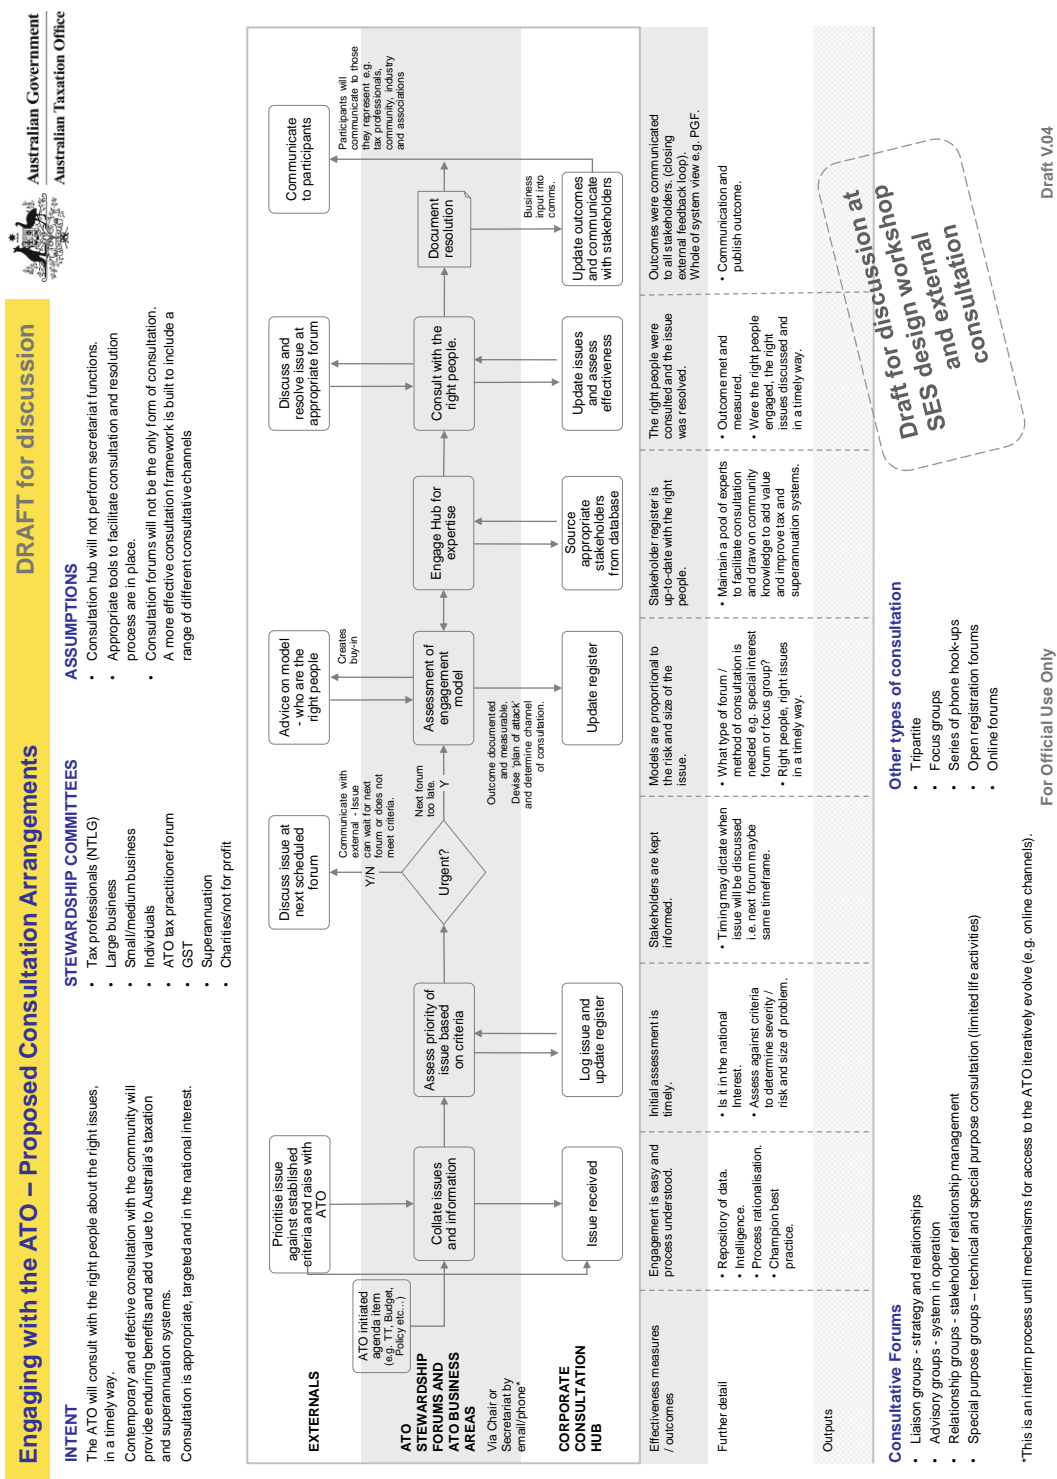 Engaging with the ATO – Proposed Consultation Arrangements
DRAFT for discussion
Australian Government
Australian Taxation Office
INTENT
The ATO will consult with the right people about the right issues,
in a timely way.
Contemporary and effective consultation with the community will
provide enduring benefits and add value to Australia's taxation
and superannuation systems.
Consultation is appropriate, targeted and in the national interest.
STEWARDSHIP COMMITTEES
• Tax professionals (NTLG)
• Large business
• Small/medium business
• Individuals
• ATO tax practitioner forum
• GST
• Superannuation
• Charities/not for profit
ASSUMPTIONS
• Consultation hub will not perform secretariat functions.
• Appropriate tools to facilitate consultation and resolution
process are in place.
• Consultation forums will not be the only form of consultation.
A more effective consultation framework is built to include a
range of different consultative channels
EXTERNALS
Prioritise issue
against established
criteria and raise with
ATO
Discuss issue at
next scheduled
forum
Communicate with
external - Issue
can wait for next
forum or does not
meet criteria.
Advice on model
- who are the
right people
Creates
buy-in
Discuss and
resolve issue at
appropriate forum
Communicate
to participants
Participants will
communicate to those
they represent e.g.
tax professionals,
community, industry
and associations
ATO initiated
agenda item
(e.g. TT, Budget,
Policy etc…)
ATO
STEWARDSHIP
FORUMS AND
ATO BUSINESS
AREAS
Via Chair or
Secretariat by
email/phone*
Collate issues
and information
Assess priority of
issue based
on criteria
Y/N
Urgent?
Next forum
too late.
Y
Assessment of
engagement
model
Engage Hub for
expertise
Consult with the
right people.
Document
resolution
Outcome documented
and measurable.
Devise 'plan of attack'
and determine channel
of consultation.
Business
input into
comms.
CORPORATE
CONSULTATION
HUB
Issue received
Log issue and
update register
Update register
Source
appropriate
stakeholders
from database
Update issues
and assess
effectiveness
Update outcomes
and communicate
with stakeholders
Effectiveness measures
/ outcomes
Engagement is easy and
process understood.
Initial assessment is
timely.
Stakeholders are kept
informed.
Models are proportional to
the risk and size of the
issue.
Stakeholder register is
up-to-date with the right
people.
The right people were
consulted and the issue
was resolved.
Outcomes were communicated
to all stakeholders. (closing
external feedback loop).
Whole of system view e.g. PGF.
Further detail
• Repository of data.
• Intelligence.
• Process rationalisation.
• Champion best
practice.
• Is it in the national
Interest.
• Assess against criteria
to determine severity /
risk and size of problem.
• Timing may dictate when
issue will be discussed
i.e. next forum maybe
same timeframe.
• What type of forum /
method of consultation is
needed e.g. special interest
forum or focus group?
• Right people, right issues
in a timely way.
• Maintain a pool of experts
to facilitate consultation
and draw on community
knowledge to add value
and improve tax and
superannuation systems.
• Outcome met and
measured.
• Were the right people
engaged, the right
issues discussed and
in a timely way.
• Communication and
publish outcome.
Outputs
Draft for discussion at
SES design workshop
and external
consultation
Consultative Forums
• Liaison groups - strategy and relationships
• Advisory groups - system in operation
• Relationship groups - stakeholder relationship management
• Special purpose groups – technical and special purpose consultation (limited life activities)
Other types of consultation
• Tripartite
• Focus groups
• Series of phone hook-ups
• Open registration forums
• Online forums
*This is an interim process until mechanisms for access to the ATO iteratively evolve (e.g. online channels).
For Official Use Only
Draft V.04